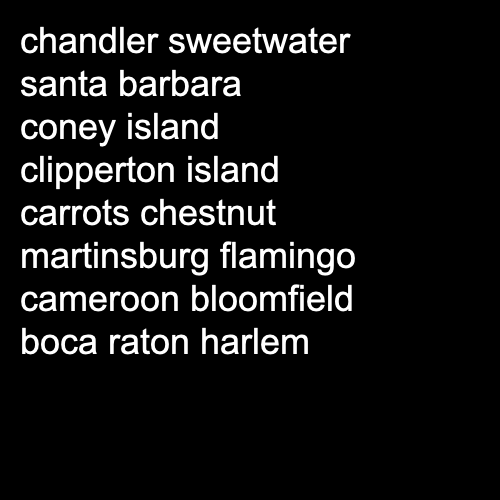 chandler sweetwater
santa barbara
coney island
clipperton island
carrots chestnut
martinsburg flamingo
cameroon bloomfield
boca raton harlem